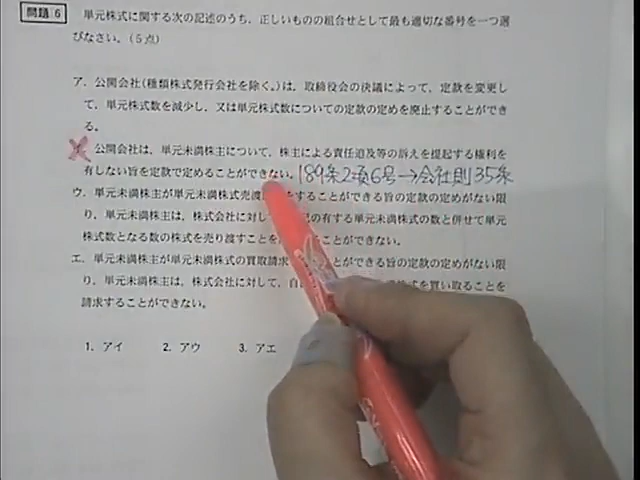 問題 6
単元株式に関する次の記述のうち、正しいものの組合せとして最も適切な番号を一つ選
びなさい。(5点)
ア. 公開会社(種類株式発行会社を除く。)は、取締役会の決議によって、定款を変更し
て、単元株式数を減少し、又は単元株式数についての定款の定めを廃止することができ
る。
公開会社は、単元未満株主について、株主による責任追及等の訴えを提起する権利を
有しない旨を定款で定めることができない。189条2項6号→会社則35条
ウ. 単元未満株主が単元未満株式売渡 をすることができる旨の定款の定めがない限
り、単元未満株主は、株式会社に対し の有する単元未満株式の数と併せて単元
株式数となる数の株式を売り渡すことを ことができない。
エ. 単元未満株主が単元未満株式の買取請求 できる旨の定款の定めがない限
り、単元未満株主は、株式会社に対して、自 株式を買い取ることを
請求することができない。
1. アイ 2. アウ 3. アエ